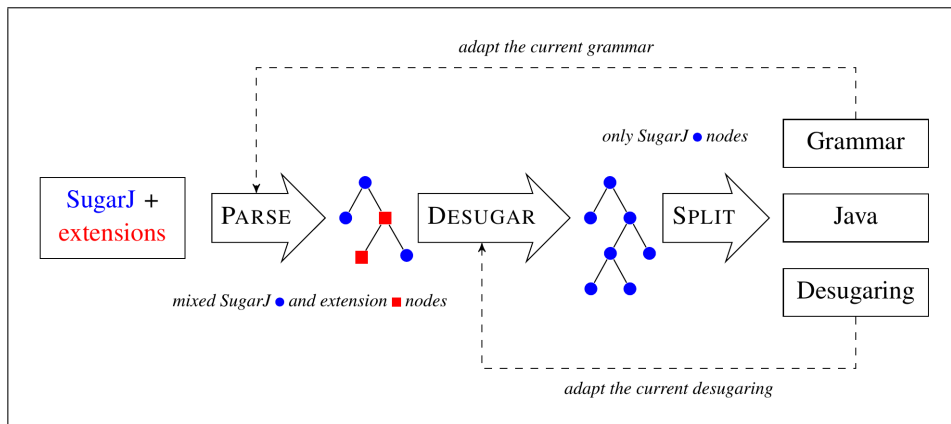 adapt the current grammar
only SugarJ nodes
Grammar
SugarJ +
extensions
PARSE
DESUGAR
SPLIT
Java
Desugaring
mixed SugarJ and extension nodes
adapt the current desugaring